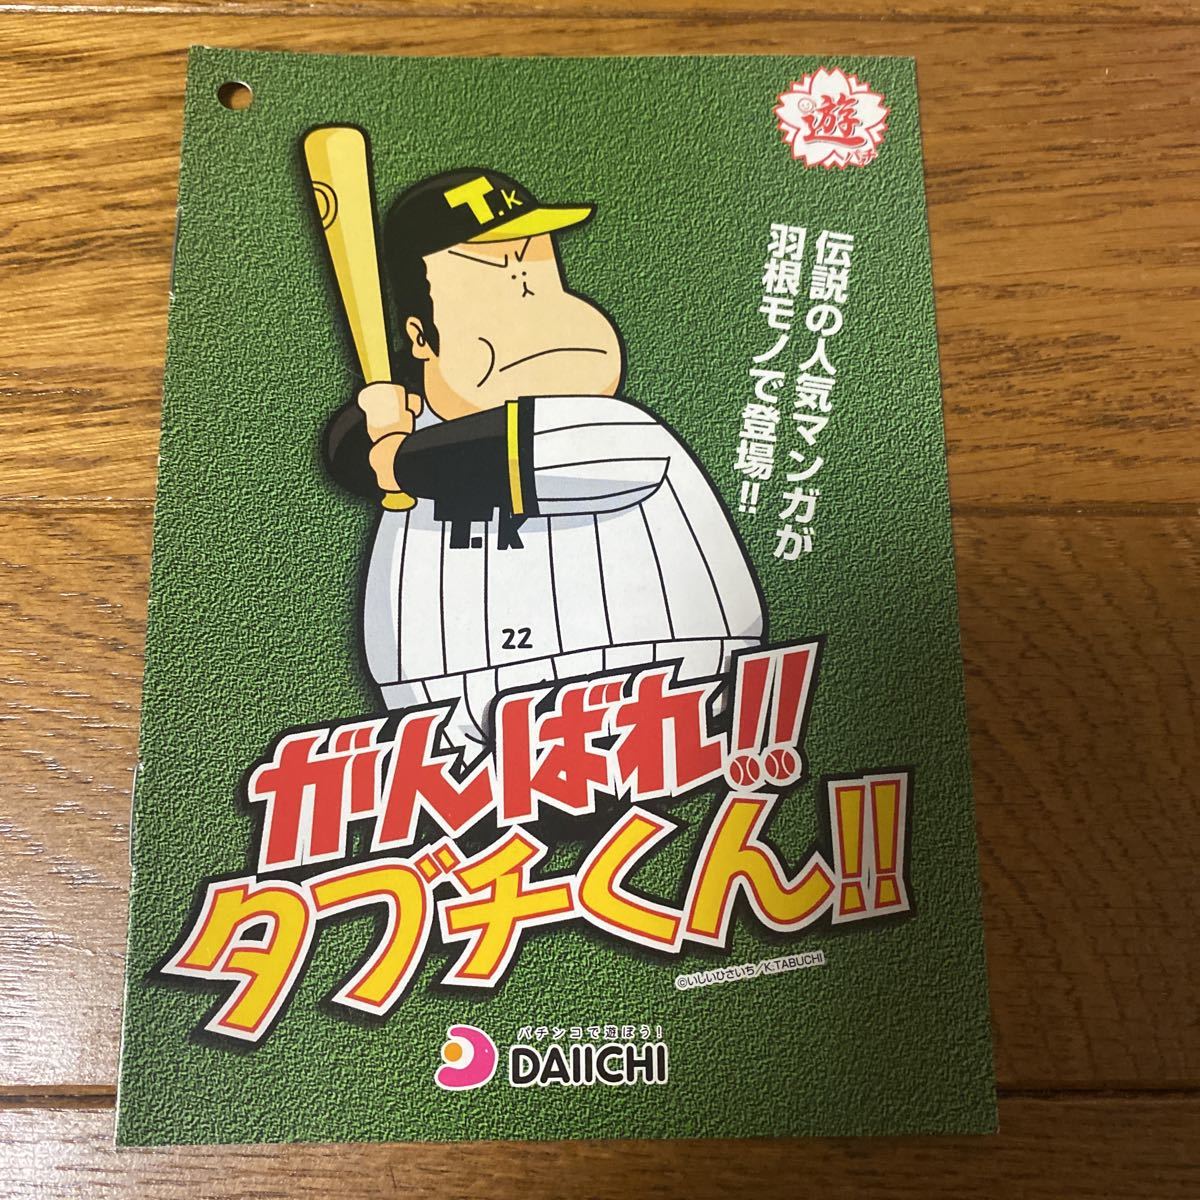 遊
パチ
伝説の人気マンガが
羽根モノで登場!!
T.K
T.K
22
がんばれ!!
タブチくん!!
©いしいひさいち/K.TABUCHI
パチンコで遊ぼう!
DAIICHI